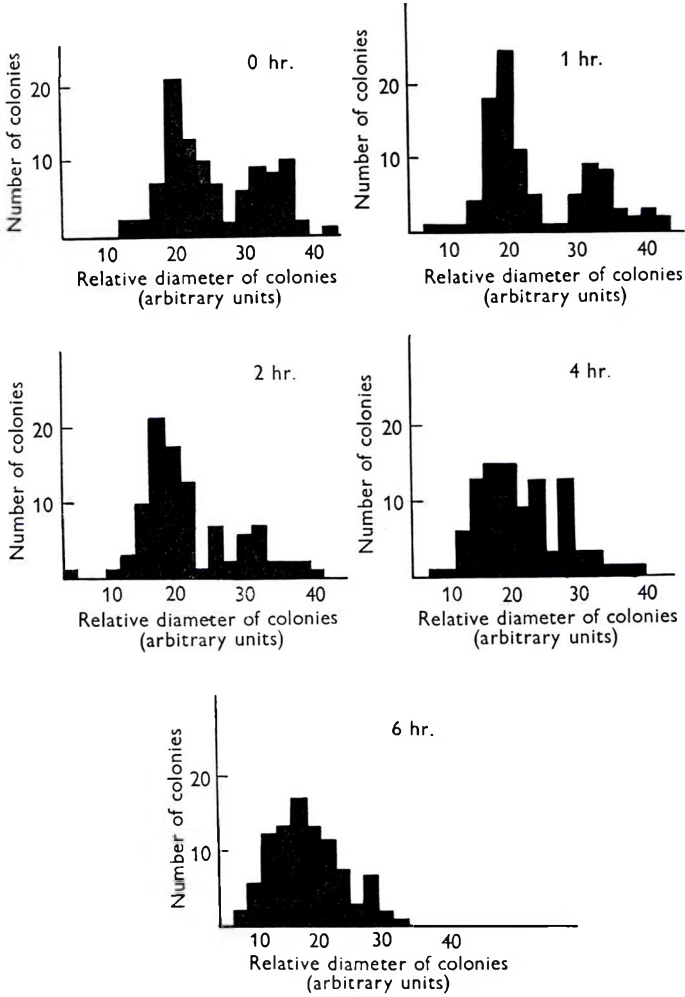 0 hr.
Number of colonies
20
10
10 20 30 40
Relative diameter of colonies
(arbitrary units)
1 hr.
Number of colonies
20
10
10 20 30 40
Relative diameter of colonies
(arbitrary units)
2 hr.
Number of colonies
20
10
10 20 30 40
Relative diameter of colonies
(arbitrary units)
4 hr.
Number of colonies
20
10
10 20 30 40
Relative diameter of colonies
(arbitrary units)
6 hr.
Number of colonies
20
10
10 20 30 40
Relative diameter of colonies
(arbitrary units)